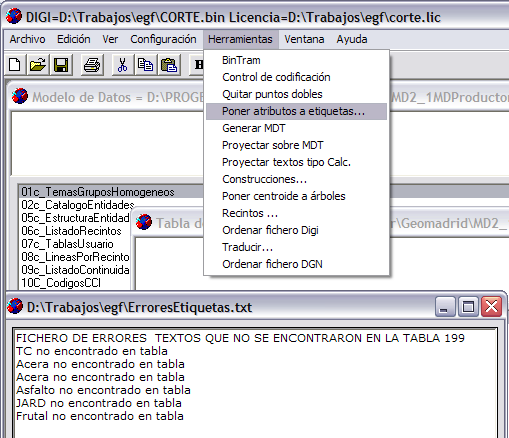 DIGI=D:\Trabajos\egf\CORTE.bin Licencia=D:\Trabajos\egf\corte.lic
Archivo Edición Ver Configuración Herramientas Ventana Ayuda
B
BinTram
Control de codificación
Quitar puntos dobles
Poner atributos a etiquetas...
Generar MDT
Proyectar sobre MDT
Proyectar textos tipo Calc.
Construcciones...
Poner centroide a árboles
Recintos ...
Ordenar fichero Digi
Traducir...
Ordenar fichero DGN
Modelo de Datos = D:\PROGE MD2_1MDProductor
01c_TemasGruposHomogeneos
02c_CatalogoEntidades
05c_EstructuraEntidad
06c_ListadoRecintos
07c_TablasUsuario
08c_LineasPorRecinto
09c_ListadoContinuida
10C_CodigosCCI
Tabla de r\Geomadrid\MD2_
D:\Trabajos\egf\ErroresEtiquetas.txt
FICHERO DE ERRORES TEXTOS QUE NO SE ENCONTRARON EN LA TABLA 199
TC no encontrado en tabla
Acera no encontrado en tabla
Acera no encontrado en tabla
Asfalto no encontrado en tabla
JARD no encontrado en tabla
Frutal no encontrado en tabla